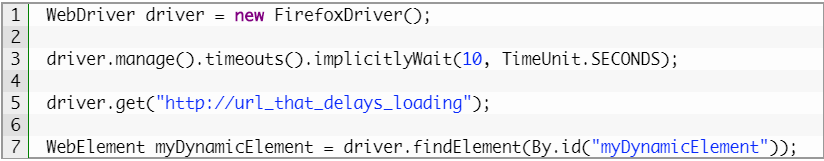 1 WebDriver driver = new FirefoxDriver();
2
3 driver.manage().timeouts().implicitlyWait(10, TimeUnit.SECONDS);
4
5 driver.get("http://url_that_delays_loading");
6
7 WebElement myDynamicElement = driver.findElement(By.id("myDynamicElement"));